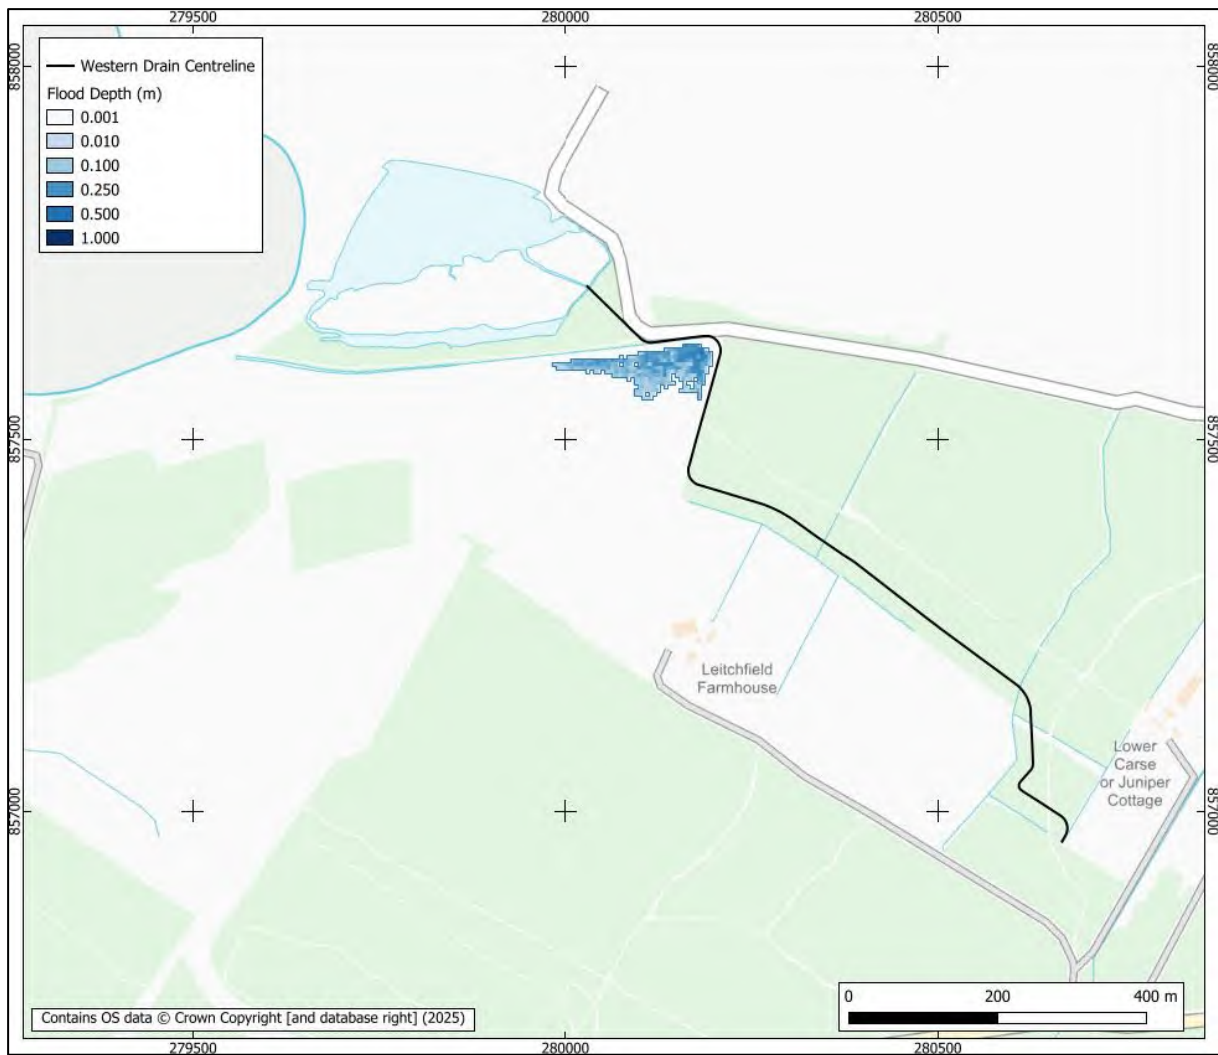 279500
280000
280500
858000
858000
Western Drain Centreline
Flood Depth (m)
0.001
0.010
0.100
0.250
0.500
1.000
857500
857500
Leitchfield
Farmhouse
Lower
Carse
or Juniper
Cottage
857000
857000
0 200 400 m
Contains OS data © Crown Copyright [and database right] (2025)
279500
280000
280500